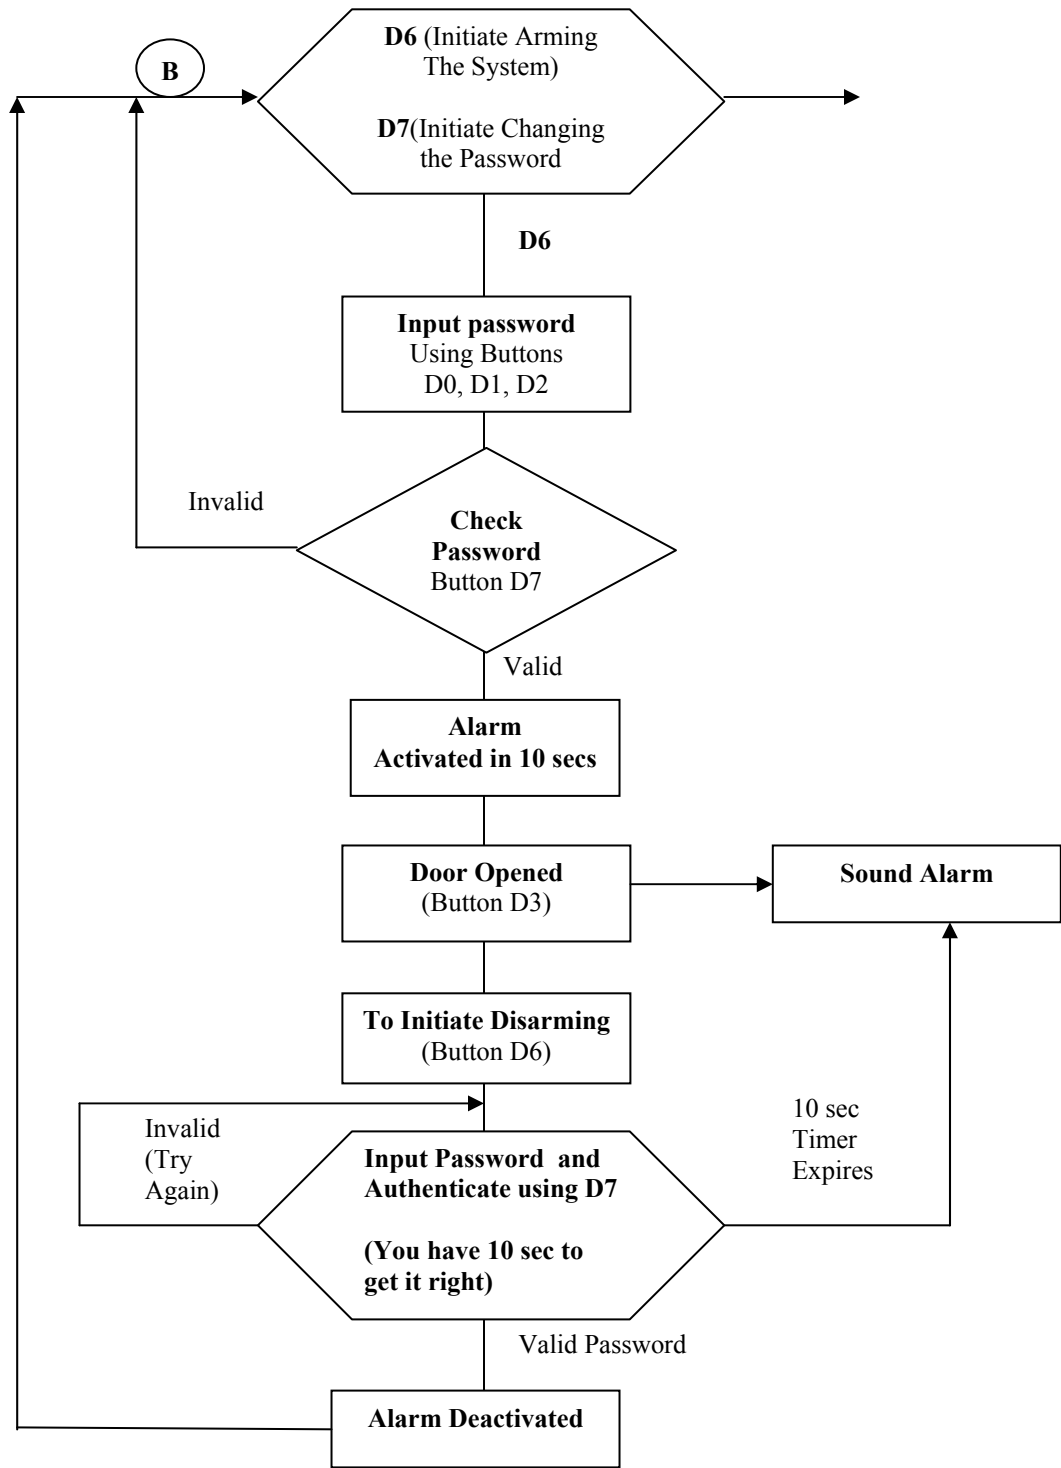 B
D6 (Initiate Arming
The System)
D7(Initiate Changing
the Password
D6
Input password
Using Buttons
D0, D1, D2
Invalid
Check
Password
Button D7
Valid
Alarm
Activated in 10 secs
Door Opened
(Button D3)
Sound Alarm
To Initiate Disarming
(Button D6)
Invalid
(Try
Again)
10 sec
Timer
Expires
Input Password and
Authenticate using D7
(You have 10 sec to
get it right)
Valid Password
Alarm Deactivated